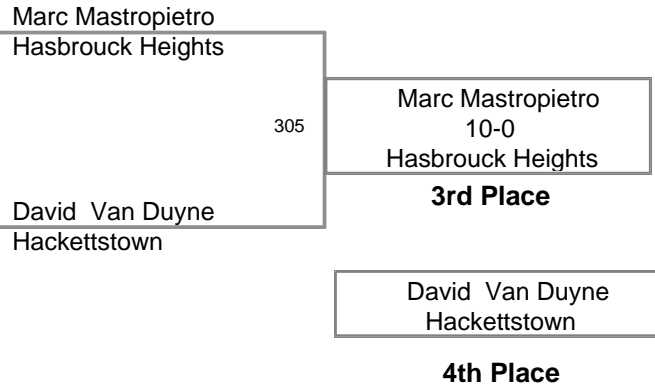 Marc Mastropietro
Hasbrouck Heights
305
Marc Mastropietro
10-0
Hasbrouck Heights
3rd Place
David  Van Duyne
Hackettstown
David  Van Duyne
Hackettstown
4th Place